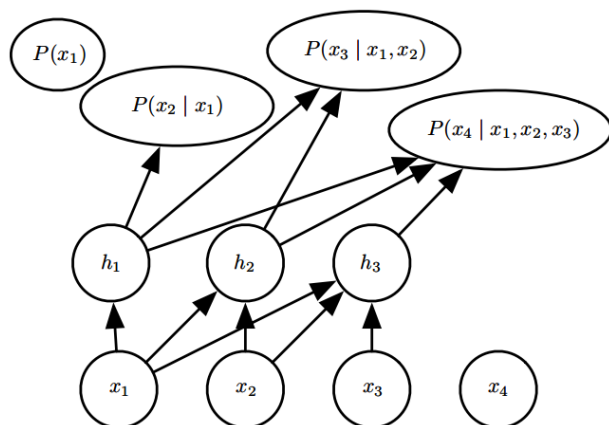 P(x₁)
P(x₃ | x₁, x₂)
P(x₂ | x₁)
P(x₄ | x₁, x₂, x₃)
h₁
h₂
h₃
x₁
x₂
x₃
x₄